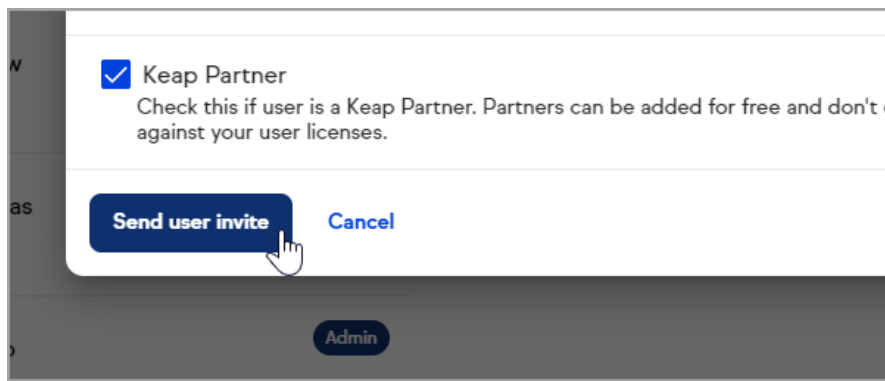 w
Keap Partner
Check this if user is a Keap Partner. Partners can be added for free and don't
against your user licenses.
as
Send user invite
Cancel
Admin